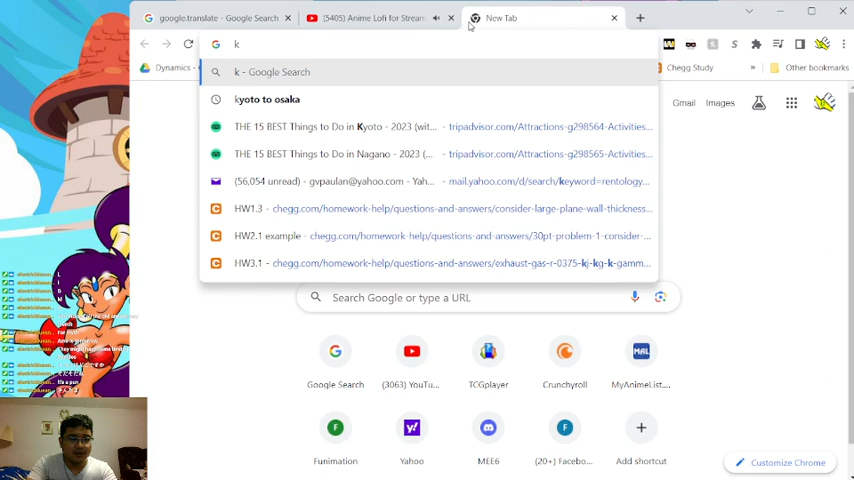 google.translate - Google Search
(5405) Anime Lofi for Stream
New Tab
k
Dynamics -
Chegg Study
»
Other bookmarks
k - Google Search
kyoto to osaka
THE 15 BEST Things to Do in Kyoto - 2023 (wit... - tripadvisor.com/Attractions-g298564-Activities...
THE 15 BEST Things to Do in Nagano - 2023 (... - tripadvisor.com/Attractions-g298565-Activities...
(56,054 unread) - gvpaulan@yahoo.com - Yah... - mail.yahoo.com/d/search/keyword=rentology...
HW1.3 - chegg.com/homework-help/questions-and-answers/consider-large-plane-wall-thickness...
HW2.1 example - chegg.com/homework-help/questions-and-answers/30pt-problem-1-consider-...
HW3.1 - chegg.com/homework-help/questions-and-answers/exhaust-gas-r-0375-kj-kg-k-gamm...
Gmail Images
Search Google or type a URL
Google Search
(3063) YouTu...
TCGplayer
Crunchyroll
MyAnimeList....
MAL
Funimation
Yahoo
MEE6
(20+) Facebo...
Add shortcut
Customize Chrome
It's a pun